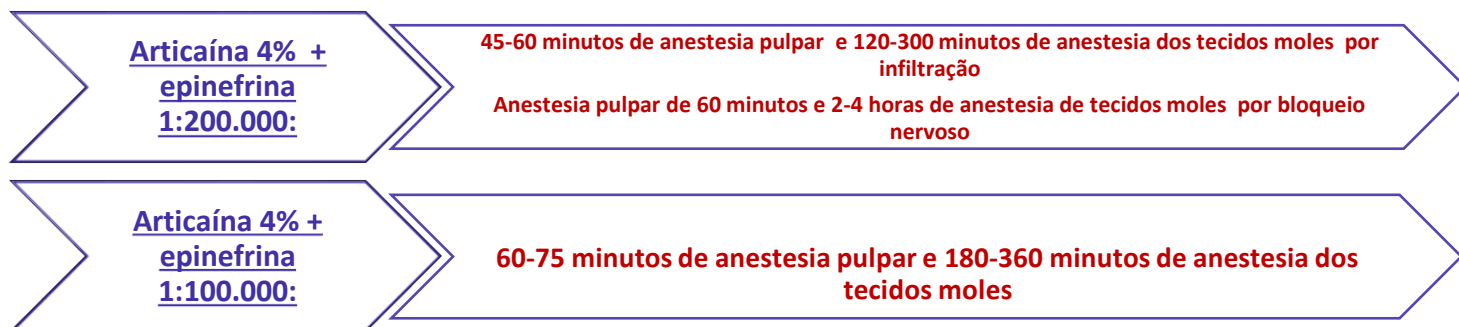 Articaína 4% +
epinefrina
1:200.000:
45-60 minutos de anestesia pulpar e 120-300 minutos de anestesia dos tecidos moles por
infiltração
Anestesia pulpar de 60 minutos e 2-4 horas de anestesia de tecidos moles por bloqueio
nervoso
Articaína 4% +
epinefrina
1:100.000:
60-75 minutos de anestesia pulpar e 180-360 minutos de anestesia dos
tecidos moles